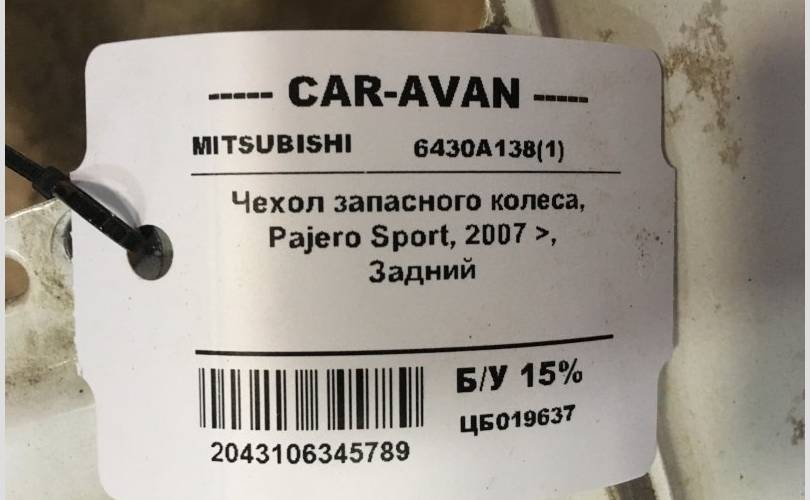 ----- CAR-AVAN -----
MITSUBISHI 6430A138(1)
Чехол запасного колеса,
Pajero Sport, 2007 >,
Задний
Б/У 15%
ЦБ019637
2043106345789